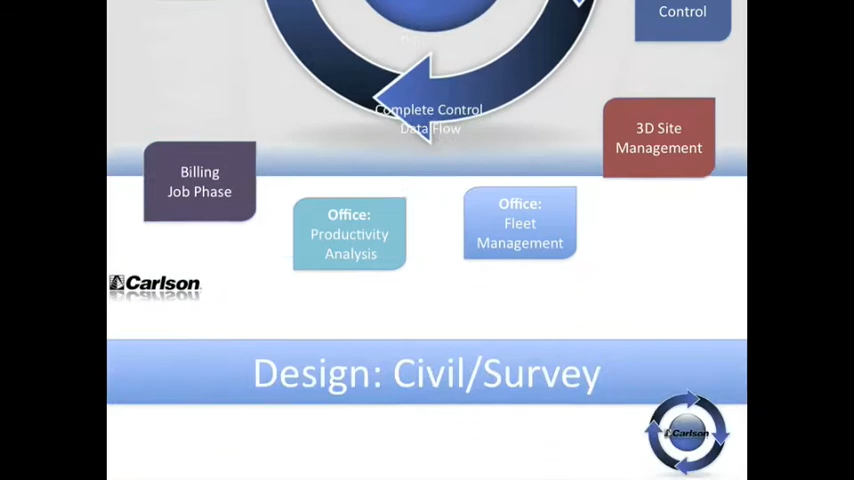 Control
Complete Control
Data Flow
3D Site
Management
Billing
Job Phase
Office:
Productivity
Analysis
Office:
Fleet
Management
Carlson
Design: Civil/Survey
Carlson